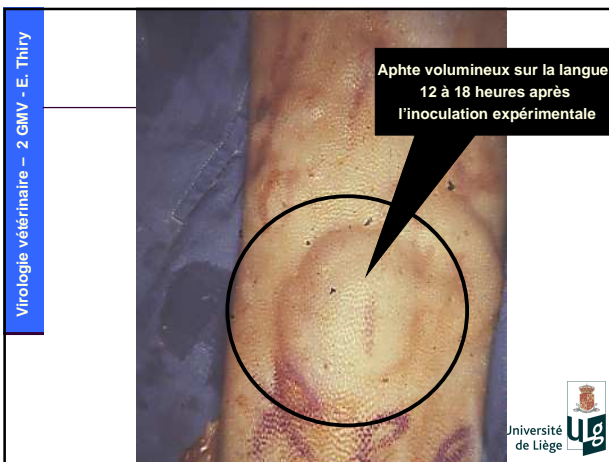 Virologie vétérinaire – 2 GMV - E. Thiry
Aphte volumineux sur la langue
12 à 18 heures après
l'inoculation expérimentale
Université
de Liège
ULg